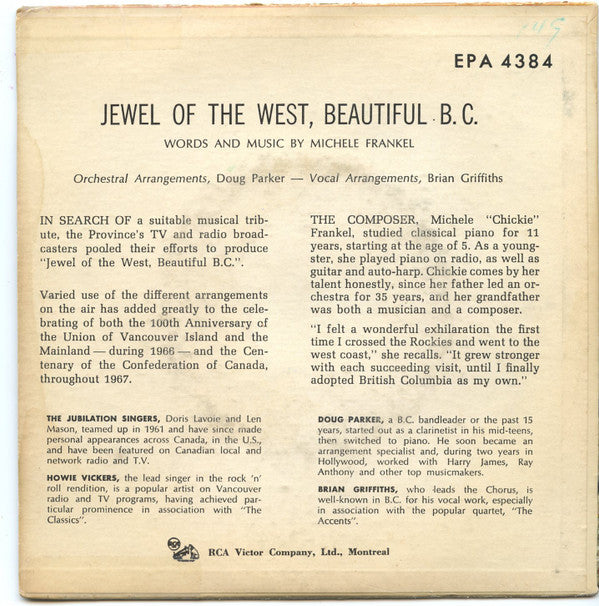 149
EPA 4384
JEWEL OF THE WEST, BEAUTIFUL B.C.
WORDS AND MUSIC BY MICHELE FRANKEL
Orchestral Arrangements, Doug Parker — Vocal Arrangements, Brian Griffiths
IN SEARCH OF a suitable musical trib-
ute, the Province's TV and radio broad-
casters pooled their efforts to produce
"Jewel of the West, Beautiful B.C.".
Varied use of the different arrangements
on the air has added greatly to the cele-
brating of both the 100th Anniversary of
the Union of Vancouver Island and the
Mainland — during 1966 — and the Cen-
tenary of the Confederation of Canada,
throughout 1967.
THE JUBILATION SINGERS, Doris Lavoie and Len
Mason, teamed up in 1961 and have since made
personal appearances across Canada, in the U.S.,
and have been featured on Canadian local and
network radio and T.V.
HOWIE VICKERS, the lead singer in the rock 'n'
roll rendition, is a popular artist on Vancouver
radio and TV programs, having achieved par-
ticular prominence in association with "The
Classics".
THE COMPOSER, Michele "Chickie"
Frankel, studied classical piano for 11
years, starting at the age of 5. As a young-
ster, she played piano on radio, as well as
guitar and auto-harp. Chickie comes by her
talent honestly, since her father led an or-
chestra for 35 years, and her grandfather
was both a musician and a composer.
"I felt a wonderful exhilaration the first
time I crossed the Rockies and went to the
west coast," she recalls. "It grew stronger
with each succeeding visit, until I finally
adopted British Columbia as my own."
DOUG PARKER, a B.C. bandleader or the past 15
years, started out as a clarinetist in his mid-teens,
then switched to piano. He soon became an
arrangement specialist and, during two years in
Hollywood, worked with Harry James, Ray
Anthony and other top musicmakers.
BRIAN GRIFFITHS, who leads the Chorus, is
well-known in B.C. for his vocal work, especially
in association with the popular quartet, "The
Accents".
RCA Victor Company, Ltd., Montreal